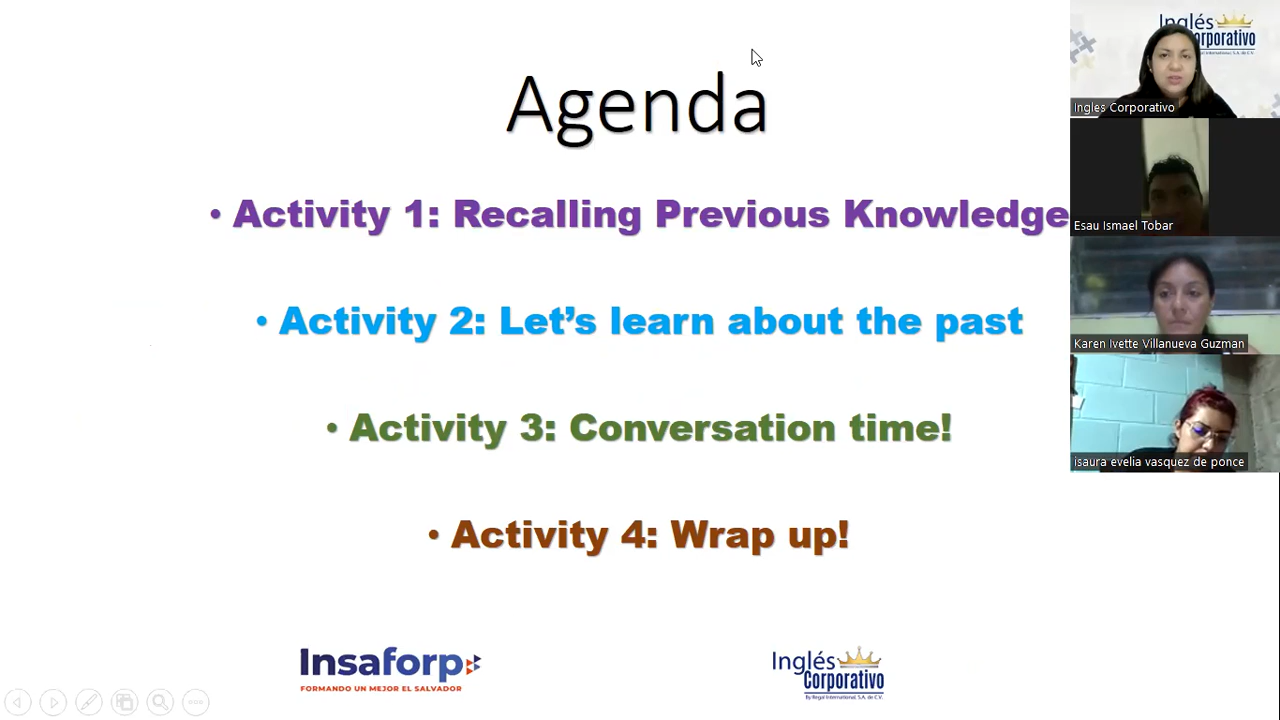 Agenda
• Activity 1: Recalling Previous Knowledge
• Activity 2: Let's learn about the past
• Activity 3: Conversation time!
• Activity 4: Wrap up!
Insaforp
FORMANDO UN MEJOR EL SALVADOR
Inglés
Corporativo
By Regal International, S.A. de C.V.
Inglés
Corporativo
Ingles Corporativo
Esau Ismael Tobar
Karen Ivette Villanueva Guzman
isaura evelia vasquez de ponce